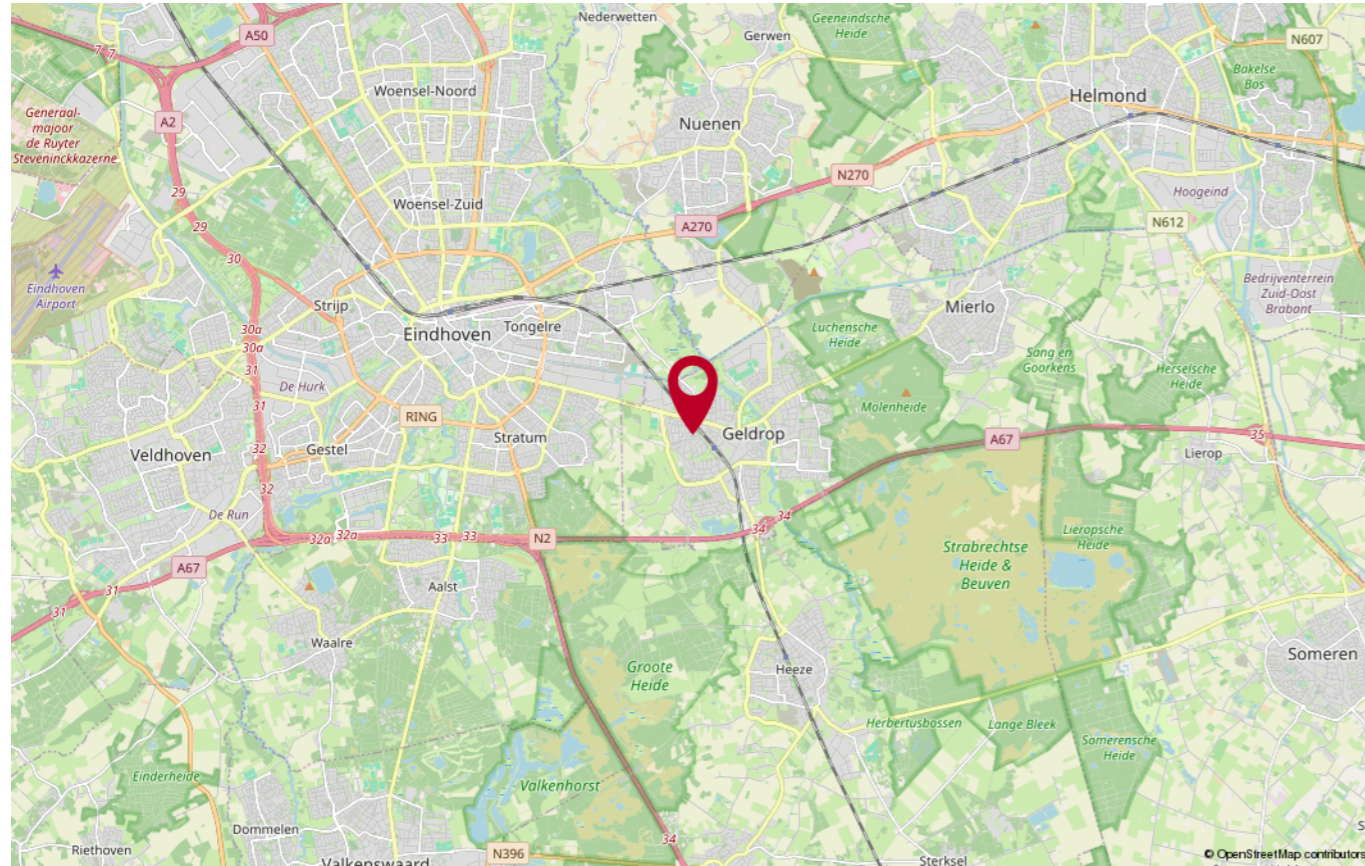 Nederwetten
Geeneindsche
Heide
A50
Gerwen
N607
7
7
Woensel-Noord
Bakelse
Bos
Helmond
Generaal-
majoor
de Ruyter
Steveninckkazerne
A2
Nuenen
N270
29
Hoogeind
Woensel-Zuid
29
A270
N612
30
Eindhoven
Airport
Bedrijventerrein
Zuid-Oost
Brabant
Strijp
Mierlo
30a
Eindhoven
Tongelre
Luchensche
Heide
30a
31
Sang en
Goorkens
Herselsche
Heide
De Hurk
31
Molenheide
RING
Geldrop
Stratum
A67
35
32
Gestel
Veldhoven
Lierop
32
De Run
34
34
Lieropsche
Heide
32a
32a
33
33
N2
Strabrechtse
Heide &
Beuven
A67
31
Aalst
31
Waalre
Someren
Groote
Heide
Heeze
Herbertusbossen
Lange Bleek
Somerensche
Heide
Einderheide
Valkenhorst
Dommelen
34
Riethoven
N396
Valkenswaard
Sterksel
S
© OpenStreetMap contributors